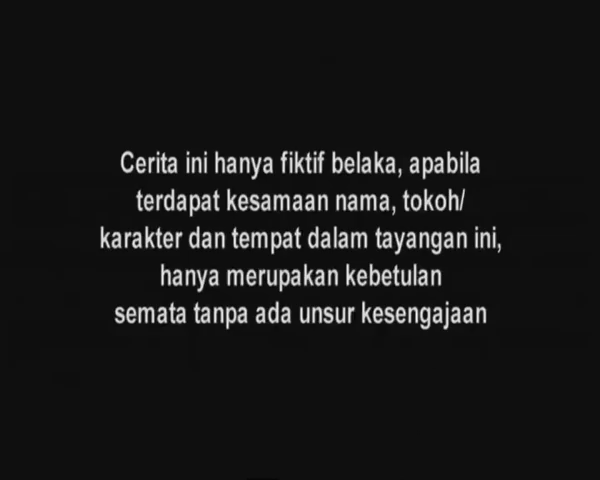 Cerita ini hanya fiktif belaka, apabila
terdapat kesamaan nama, tokoh/
karakter dan tempat dalam tayangan ini,
hanya merupakan kebetulan
semata tanpa ada unsur kesengajaan